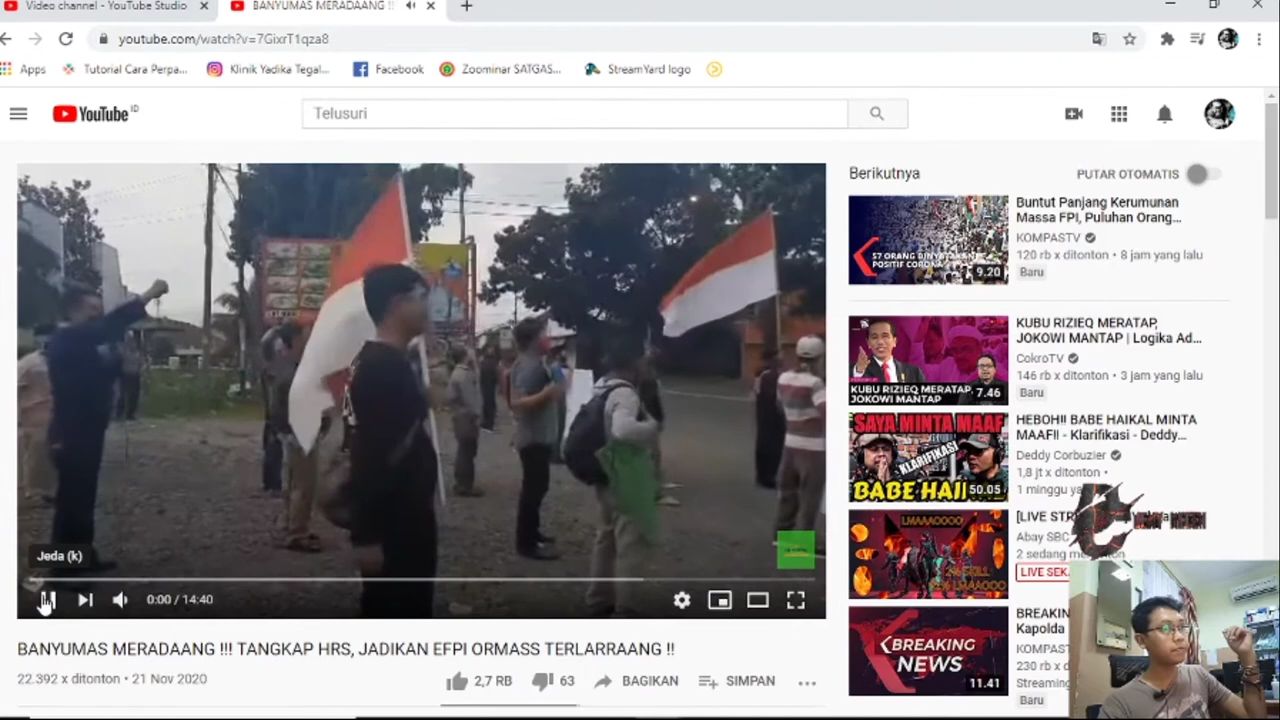 Video channel - YouTube Studio
BANYUMAS MERADAANG !!
youtube.com/watch?v=7GixrT1qza8
Apps
Tutorial Cara Perpa...
Klinik Yadika Tegal...
Facebook
Zoominar SATGAS...
StreamYard logo
YouTube ID
Telusuri
Berikutnya
PUTAR OTOMATIS
57 ORANG DINYATAKAN
POSITIF CORONA
9.20
Buntut Panjang Kerumunan
Massa FPI, Puluhan Orang...
KOMPASTV
120 rb x ditonton • 8 jam yang lalu
Baru
KUBU RIZIEQ MERATAP,
JOKOWI MANTAP
7.46
KUBU RIZIEQ MERATAP,
JOKOWI MANTAP | Logika Ad...
CokroTV
146 rb x ditonton • 3 jam yang lalu
Baru
SAYA MINTA MAAF
KLARIFIKASI
BABE HAI
50.05
HEBOH!! BABE HAIKAL MINTA
MAAF!! - Klarifikasi - Deddy...
Deddy Corbuzier
1,8 jt x ditonton •
1 minggu ya
LMAAAOOOO
[LIVE STR
Abay SBC
2 sedang men
LIVE SEKA
BREAKING
NEWS
11.41
BREAKIN
Kapolda
KOMPAST
230 rb x d
Streaming
Baru
Jeda (k)
0:00 / 14:40
BANYUMAS MERADAANG !!! TANGKAP HRS, JADIKAN EFPI ORMASS TERLARRAANG !!
22.392 x ditonton • 21 Nov 2020
2,7 RB
63
BAGIKAN
SIMPAN